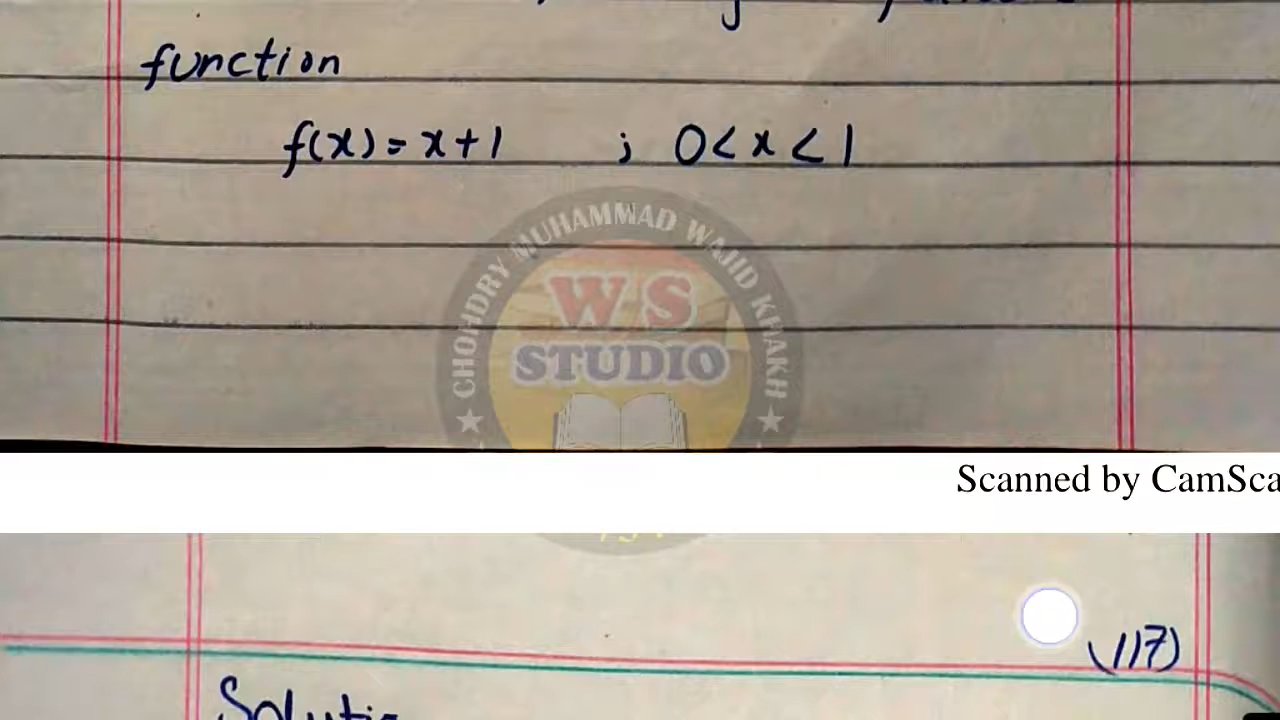 function
f(x) = x+1 ; 0 < x < 1
CHOHDRY MUHAMMAD WAJID KHAKH
W S
STUDIO
Scanned by CamSca
(117)